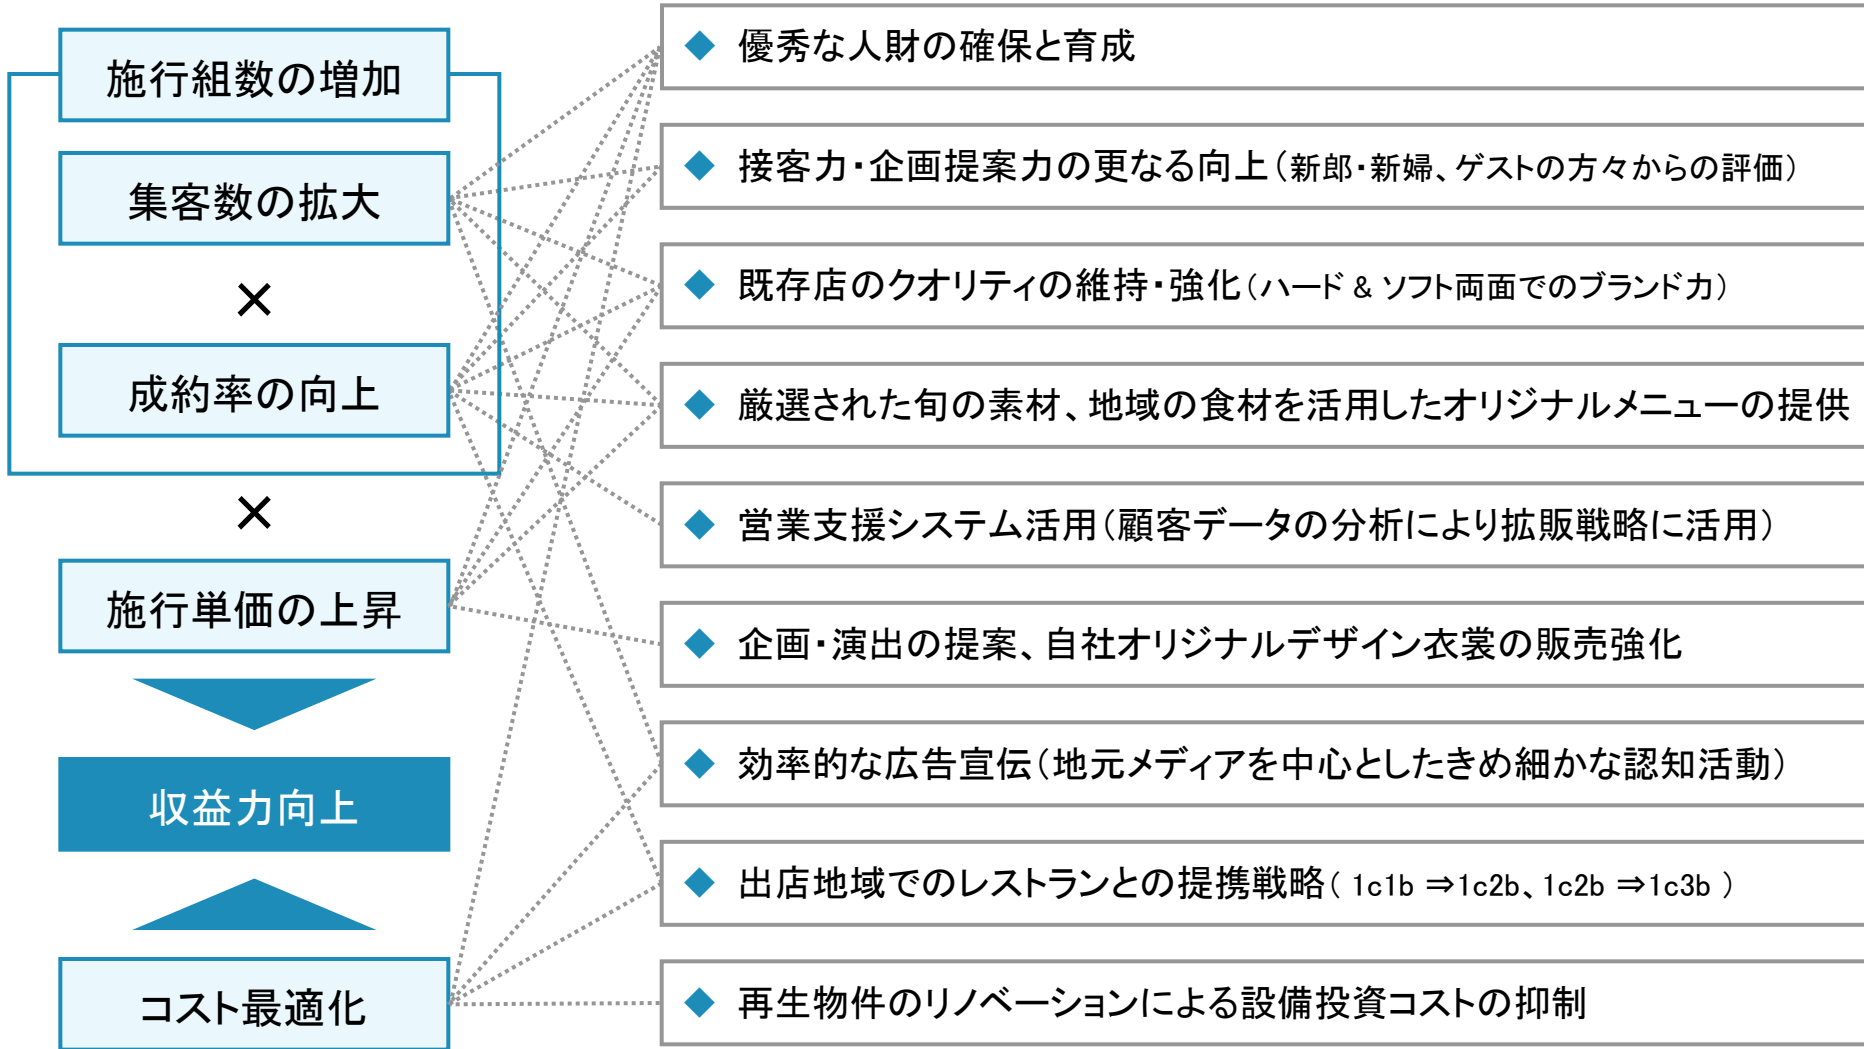 施行組数の増加
集客数の拡大
×
成約率の向上
×
施行単価の上昇
収益力向上
コスト最適化
◆ 優秀な人財の確保と育成
◆ 接客力・企画提案力の更なる向上（新郎・新婦、ゲストの方々からの評価）
◆ 既存店のクオリティの維持・強化（ハード & ソフト両面でのブランド力）
◆ 厳選された旬の素材、地域の食材を活用したオリジナルメニューの提供
◆ 営業支援システム活用（顧客データの分析により拡販戦略に活用）
◆ 企画・演出の提案、自社オリジナルデザイン衣裳の販売強化
◆ 効率的な広告宣伝（地元メディアを中心としたきめ細かな認知活動）
◆ 出店地域でのレストランとの提携戦略（ 1c1b ⇒1c2b、1c2b ⇒1c3b ）
◆ 再生物件のリノベーションによる設備投資コストの抑制